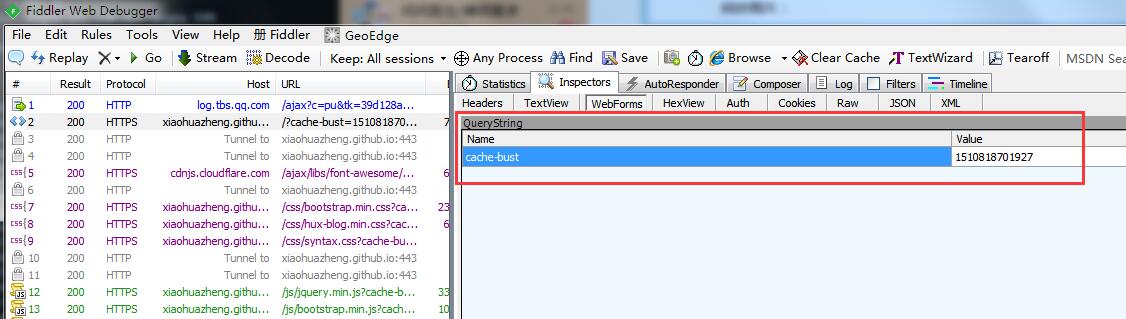 Fiddler Web Debugger
File Edit Rules Tools View Help 册 Fiddler GeoEdge
Replay X Go Stream Decode Keep: All sessions Any Process Find Save Browse Clear Cache TextWizard Tearoff MSDN Sea
# Result Protocol Host URL
Statistics Inspectors AutoResponder Composer Log Filters Timeline
Headers TextView WebForms HexView Auth Cookies Raw JSON XML
QueryString
Name Value
cache-bust 1510818701927
1 200 HTTP log.tbs.qq.com /ajax?c=pu&tk=39d128a...
2 200 HTTPS xiaohuazheng.githu... /?cache-bust=151081870... 7
3 200 HTTP Tunnel to xiaohuazheng.github.io:443
4 200 HTTP Tunnel to xiaohuazheng.github.io:443
css 5 200 HTTPS cdnjs.cloudflare.com /ajax/libs/font-awesome/... 6
6 200 HTTP Tunnel to xiaohuazheng.github.io:443
css 7 200 HTTPS xiaohuazheng.githu... /css/bootstrap.min.css?ca... 23
css 8 200 HTTPS xiaohuazheng.githu... /css/hux-blog.min.css?cac... 6
css 9 200 HTTPS xiaohuazheng.githu... /css/syntax.css?cache-bu...
10 200 HTTP Tunnel to xiaohuazheng.github.io:443
11 200 HTTP Tunnel to xiaohuazheng.github.io:443
JS 12 200 HTTPS xiaohuazheng.githu... /js/jquery.min.js?cache-b... 33
JS 13 200 HTTPS xiaohuazheng.githu... /js/bootstrap.min.js?cach... 10